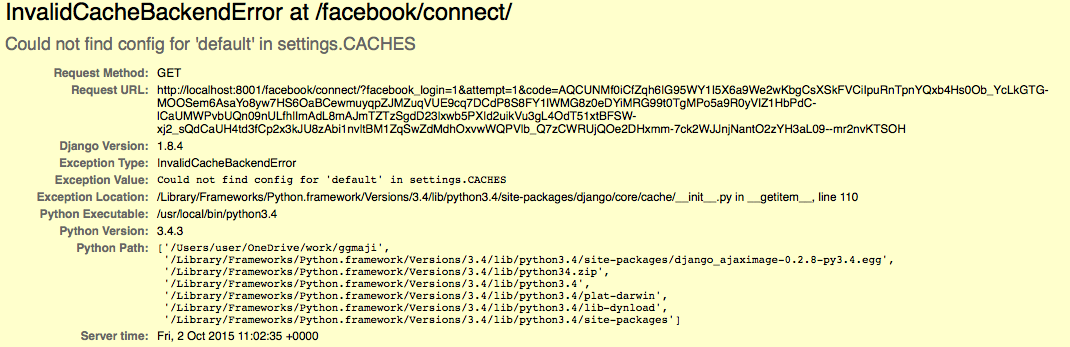 InvalidCacheBackendError at /facebook/connect/
Could not find config for 'default' in settings.CACHES
Request Method: GET
Request URL: http://localhost:8001/facebook/connect/?facebook_login=1&attempt=1&code=AQCUNMf0iCfZqh6lG95WY1I5X6a9We2wKbgCsXSkFVCiIpuRnTpnYQxb4Hs0Ob_YcLkGTG-
MOOSem6AsaYo8yw7HS6OaBCewmuyqpZJMZuqVUE9cq7DCdP8S8FY1IWMG8z0eDYiMRG99t0TgMPo5a9R0yVIZ1HbPdC-
lCaUMWPvbUQn09nULfhIlmAdL8mAJmTZTzSgdD23lxwb5PXld2uikVu3gL4OdT51xtBFSW-
xj2_sQdCaUH4td3fCp2x3kJU8zAbi1nvltBM1ZqSwZdMdhOxvwWQPVlb_Q7zCWRUjQOe2DHxmm-7ck2WJJnjNantO2zYH3aL09--mr2nvKTSOH
Django Version: 1.8.4
Exception Type: InvalidCacheBackendError
Exception Value: Could not find config for 'default' in settings.CACHES
Exception Location: /Library/Frameworks/Python.framework/Versions/3.4/lib/python3.4/site-packages/django/core/cache/__init__.py in __getitem__, line 110
Python Executable: /usr/local/bin/python3.4
Python Version: 3.4.3
Python Path: ['/Users/user/OneDrive/work/ggmaji',
'/Library/Frameworks/Python.framework/Versions/3.4/lib/python3.4/site-packages/django_ajaximage-0.2.8-py3.4.egg',
'/Library/Frameworks/Python.framework/Versions/3.4/lib/python34.zip',
'/Library/Frameworks/Python.framework/Versions/3.4/lib/python3.4',
'/Library/Frameworks/Python.framework/Versions/3.4/lib/python3.4/plat-darwin',
'/Library/Frameworks/Python.framework/Versions/3.4/lib/python3.4/lib-dynload',
'/Library/Frameworks/Python.framework/Versions/3.4/lib/python3.4/site-packages']
Server time: Fri, 2 Oct 2015 11:02:35 +0000